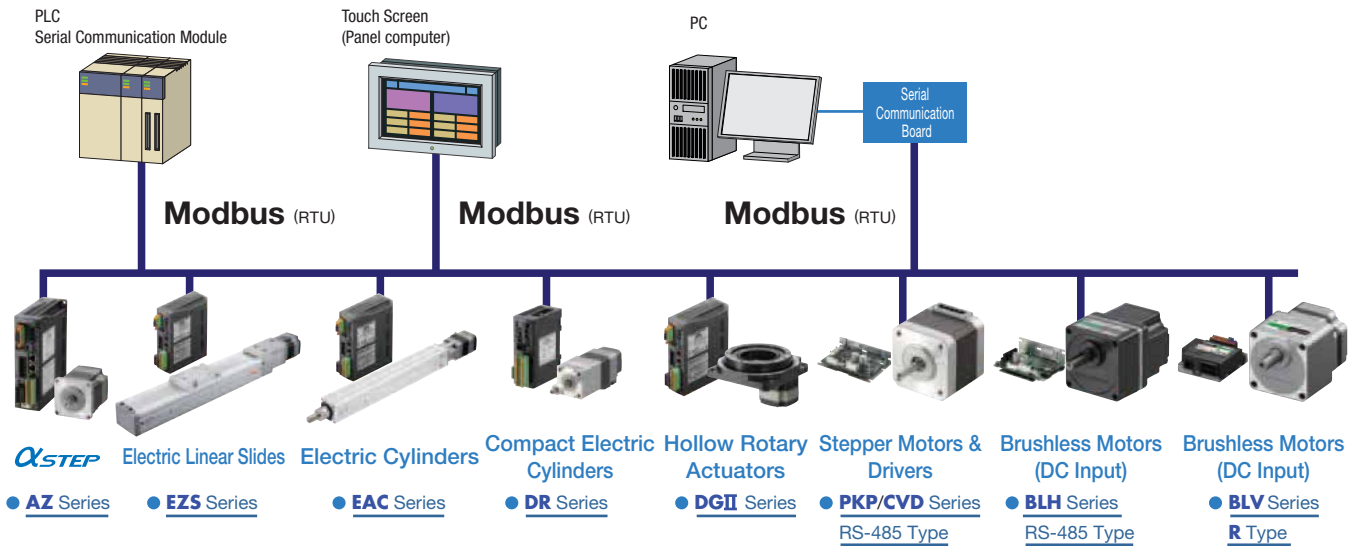 PLC
Serial Communication Module
Touch Screen
(Panel computer)
PC
Serial
Communication
Board
Modbus (RTU)
Modbus (RTU)
Modbus (RTU)
αSTEP
Electric Linear Slides
Electric Cylinders
Compact Electric
Cylinders
Hollow Rotary
Actuators
Stepper Motors &
Drivers
Brushless Motors
(DC Input)
Brushless Motors
(DC Input)
● AZ Series
● EZS Series
● EAC Series
● DR Series
● DGII Series
● PKP/CVD Series
RS-485 Type
● BLH Series
RS-485 Type
● BLV Series
R Type